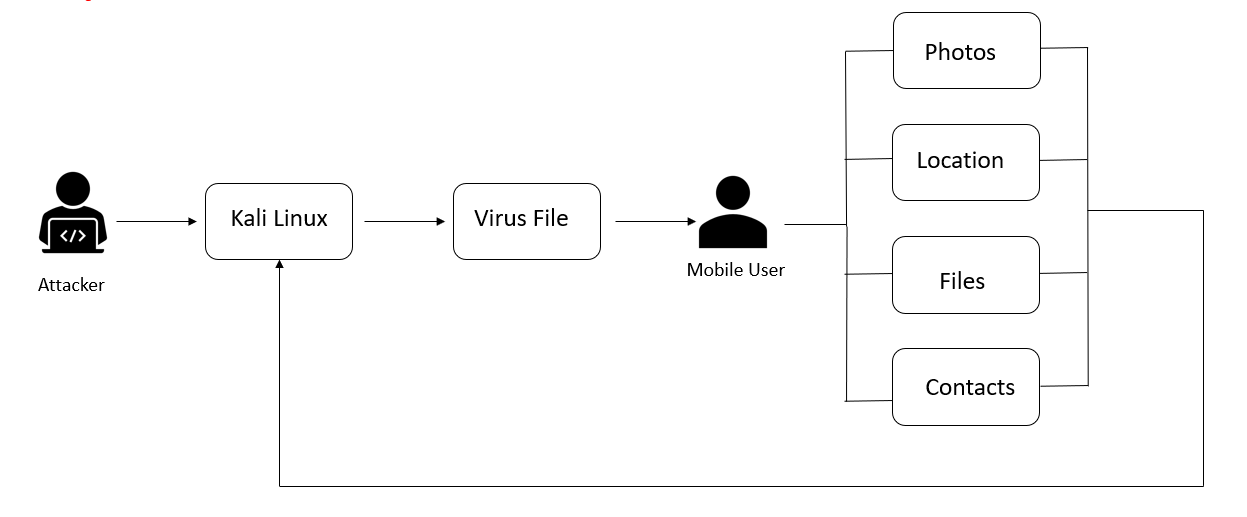 Photos
Location
Kali Linux
Virus File
Mobile User
Attacker
Files
Contacts